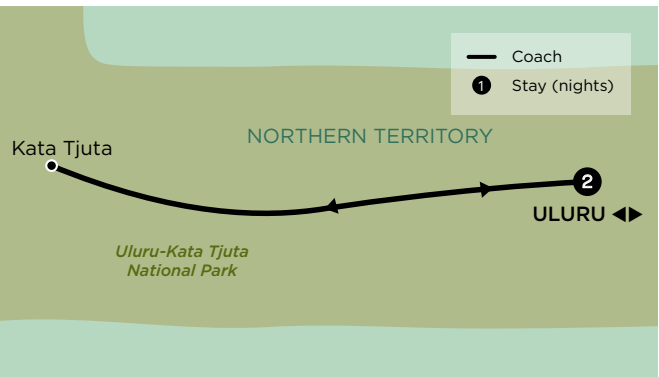 Coach
1 Stay (nights)
NORTHERN TERRITORY
Kata Tjuta
2
ULURU
Uluru-Kata Tjuta
National Park